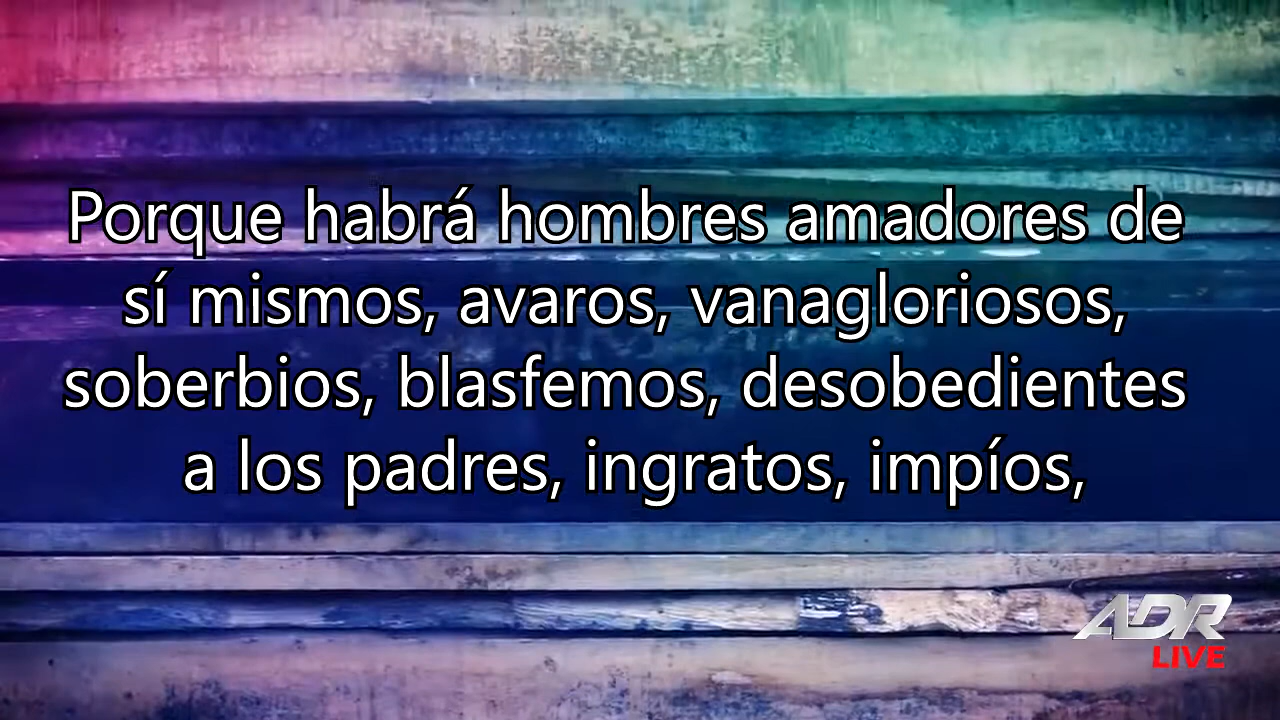 Porque habrá hombres amadores de
sí mismos, avaros, vanagloriosos,
soberbios, blasfemos, desobedientes
a los padres, ingratos, impíos,
ADR
LIVE